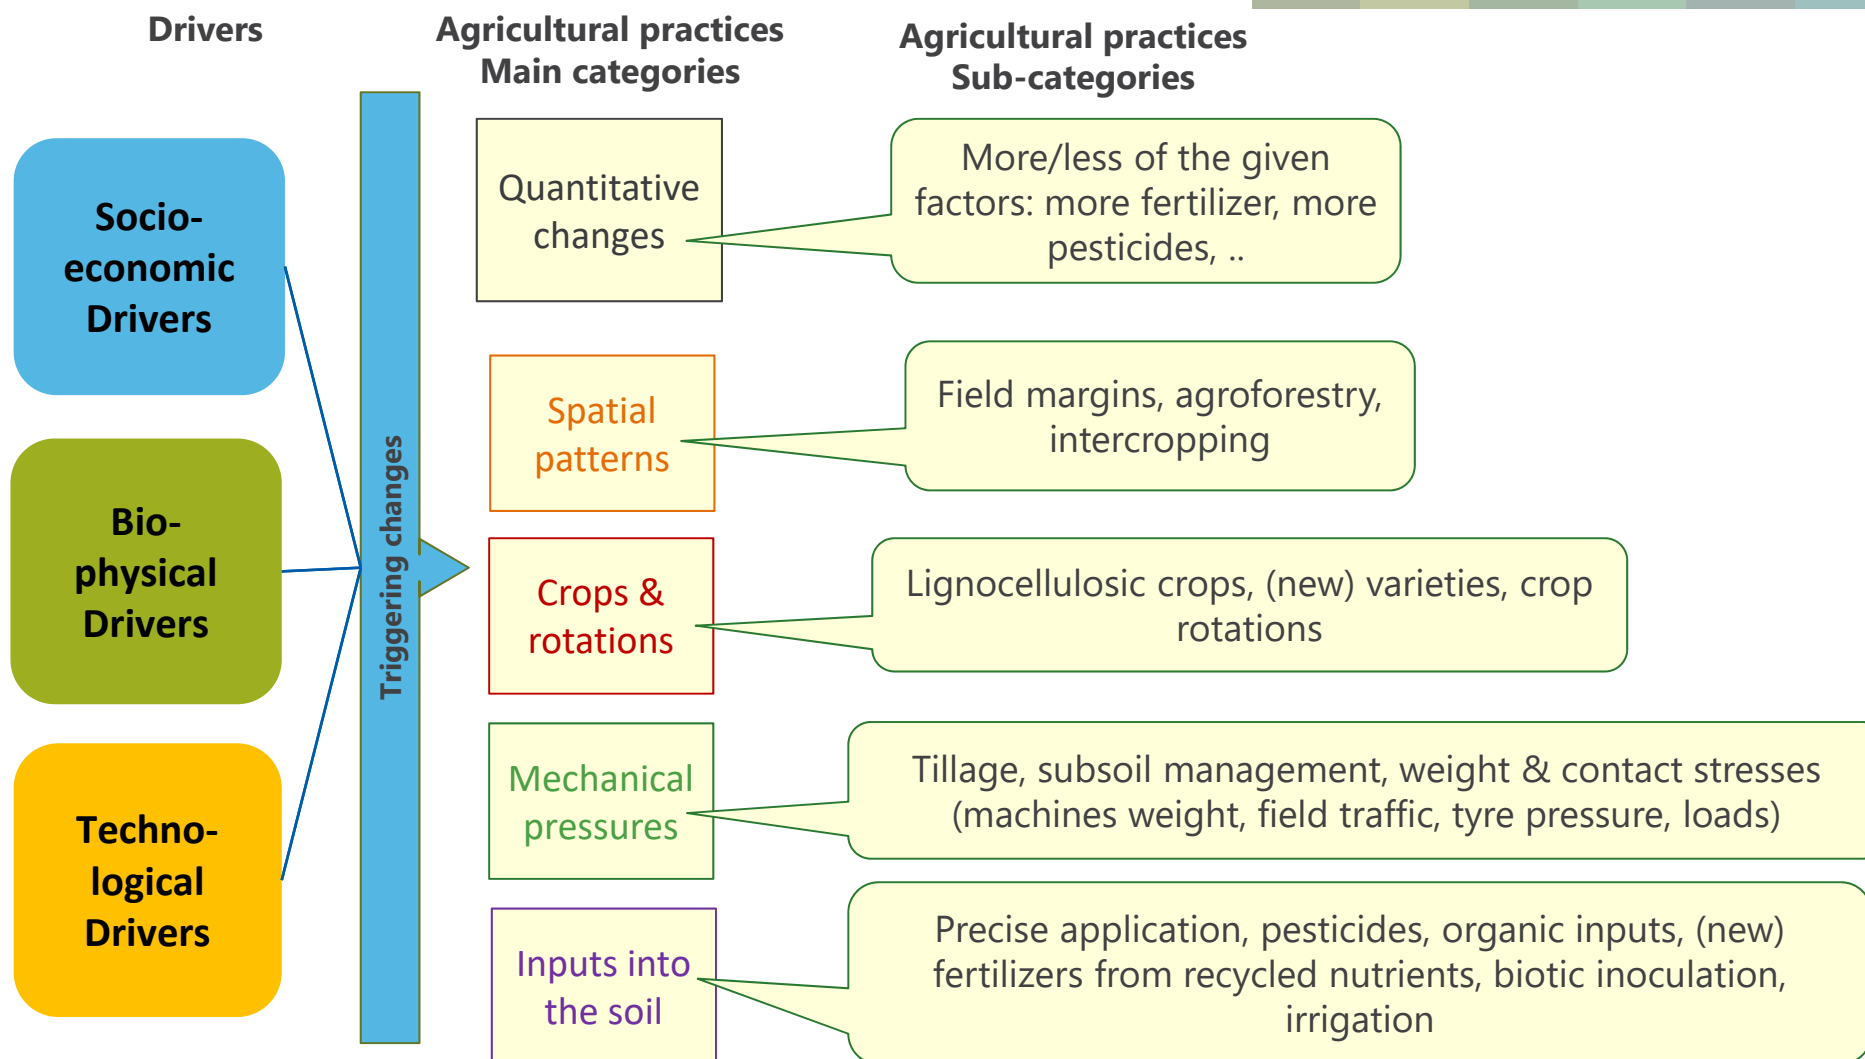 Drivers
Agricultural practices
Main categories
Agricultural practices
Sub-categories
Socio-
economic
Drivers
Bio-
physical
Drivers
Techno-
logical
Drivers
Triggering changes
Quantitative
changes
More/less of the given
factors: more fertilizer, more
pesticides, ..
Spatial
patterns
Field margins, agroforestry,
intercropping
Crops &
rotations
Lignocellulosic crops, (new) varieties, crop
rotations
Mechanical
pressures
Tillage, subsoil management, weight & contact stresses
(machines weight, field traffic, tyre pressure, loads)
Inputs into
the soil
Precise application, pesticides, organic inputs, (new)
fertilizers from recycled nutrients, biotic inoculation,
irrigation